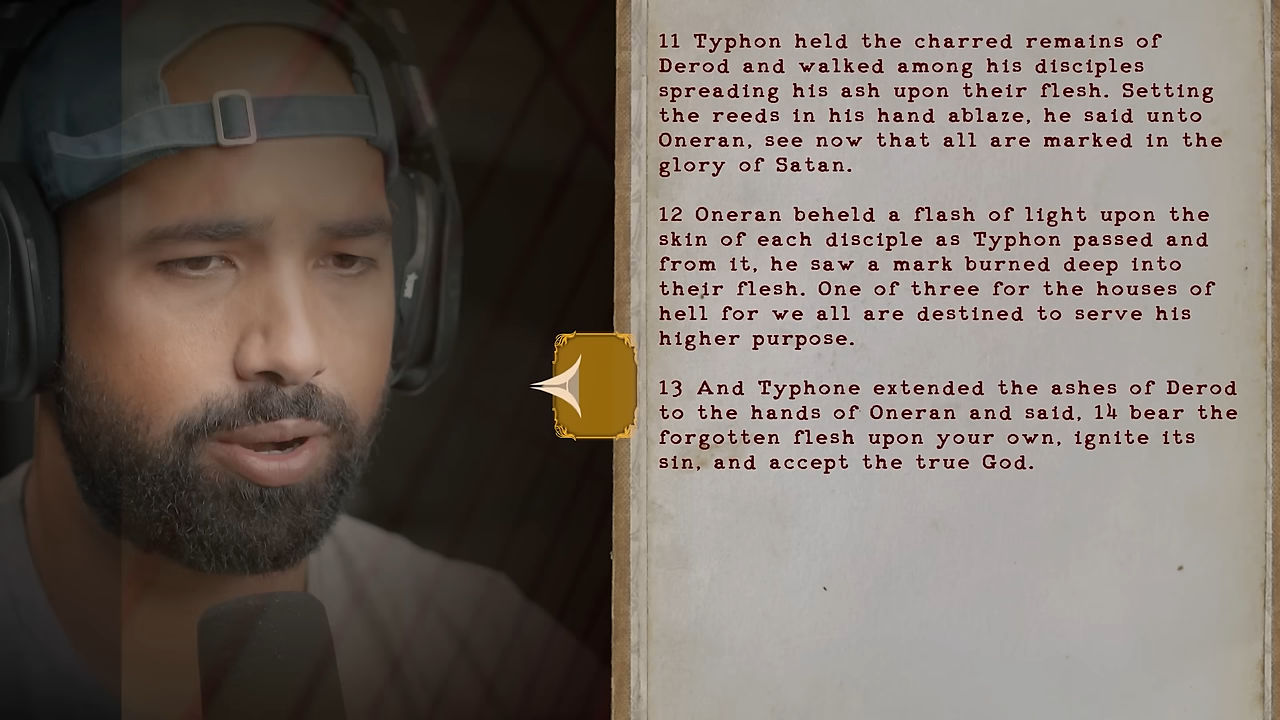 11 Typhon held the charred remains of
Derod and walked among his disciples
spreading his ash upon their flesh. Setting
the reeds in his hand ablaze, he said unto
Oneran, see now that all are marked in the
glory of Satan.
12 Oneran beheld a flash of light upon the
skin of each disciple as Typhon passed and
from it, he saw a mark burned deep into
their flesh. One of three for the houses of
hell for we all are destined to serve his
higher purpose.
13 And Typhone extended the ashes of Derod
to the hands of Oneran and said, 14 bear the
forgotten flesh upon your own, ignite its
sin, and accept the true God.